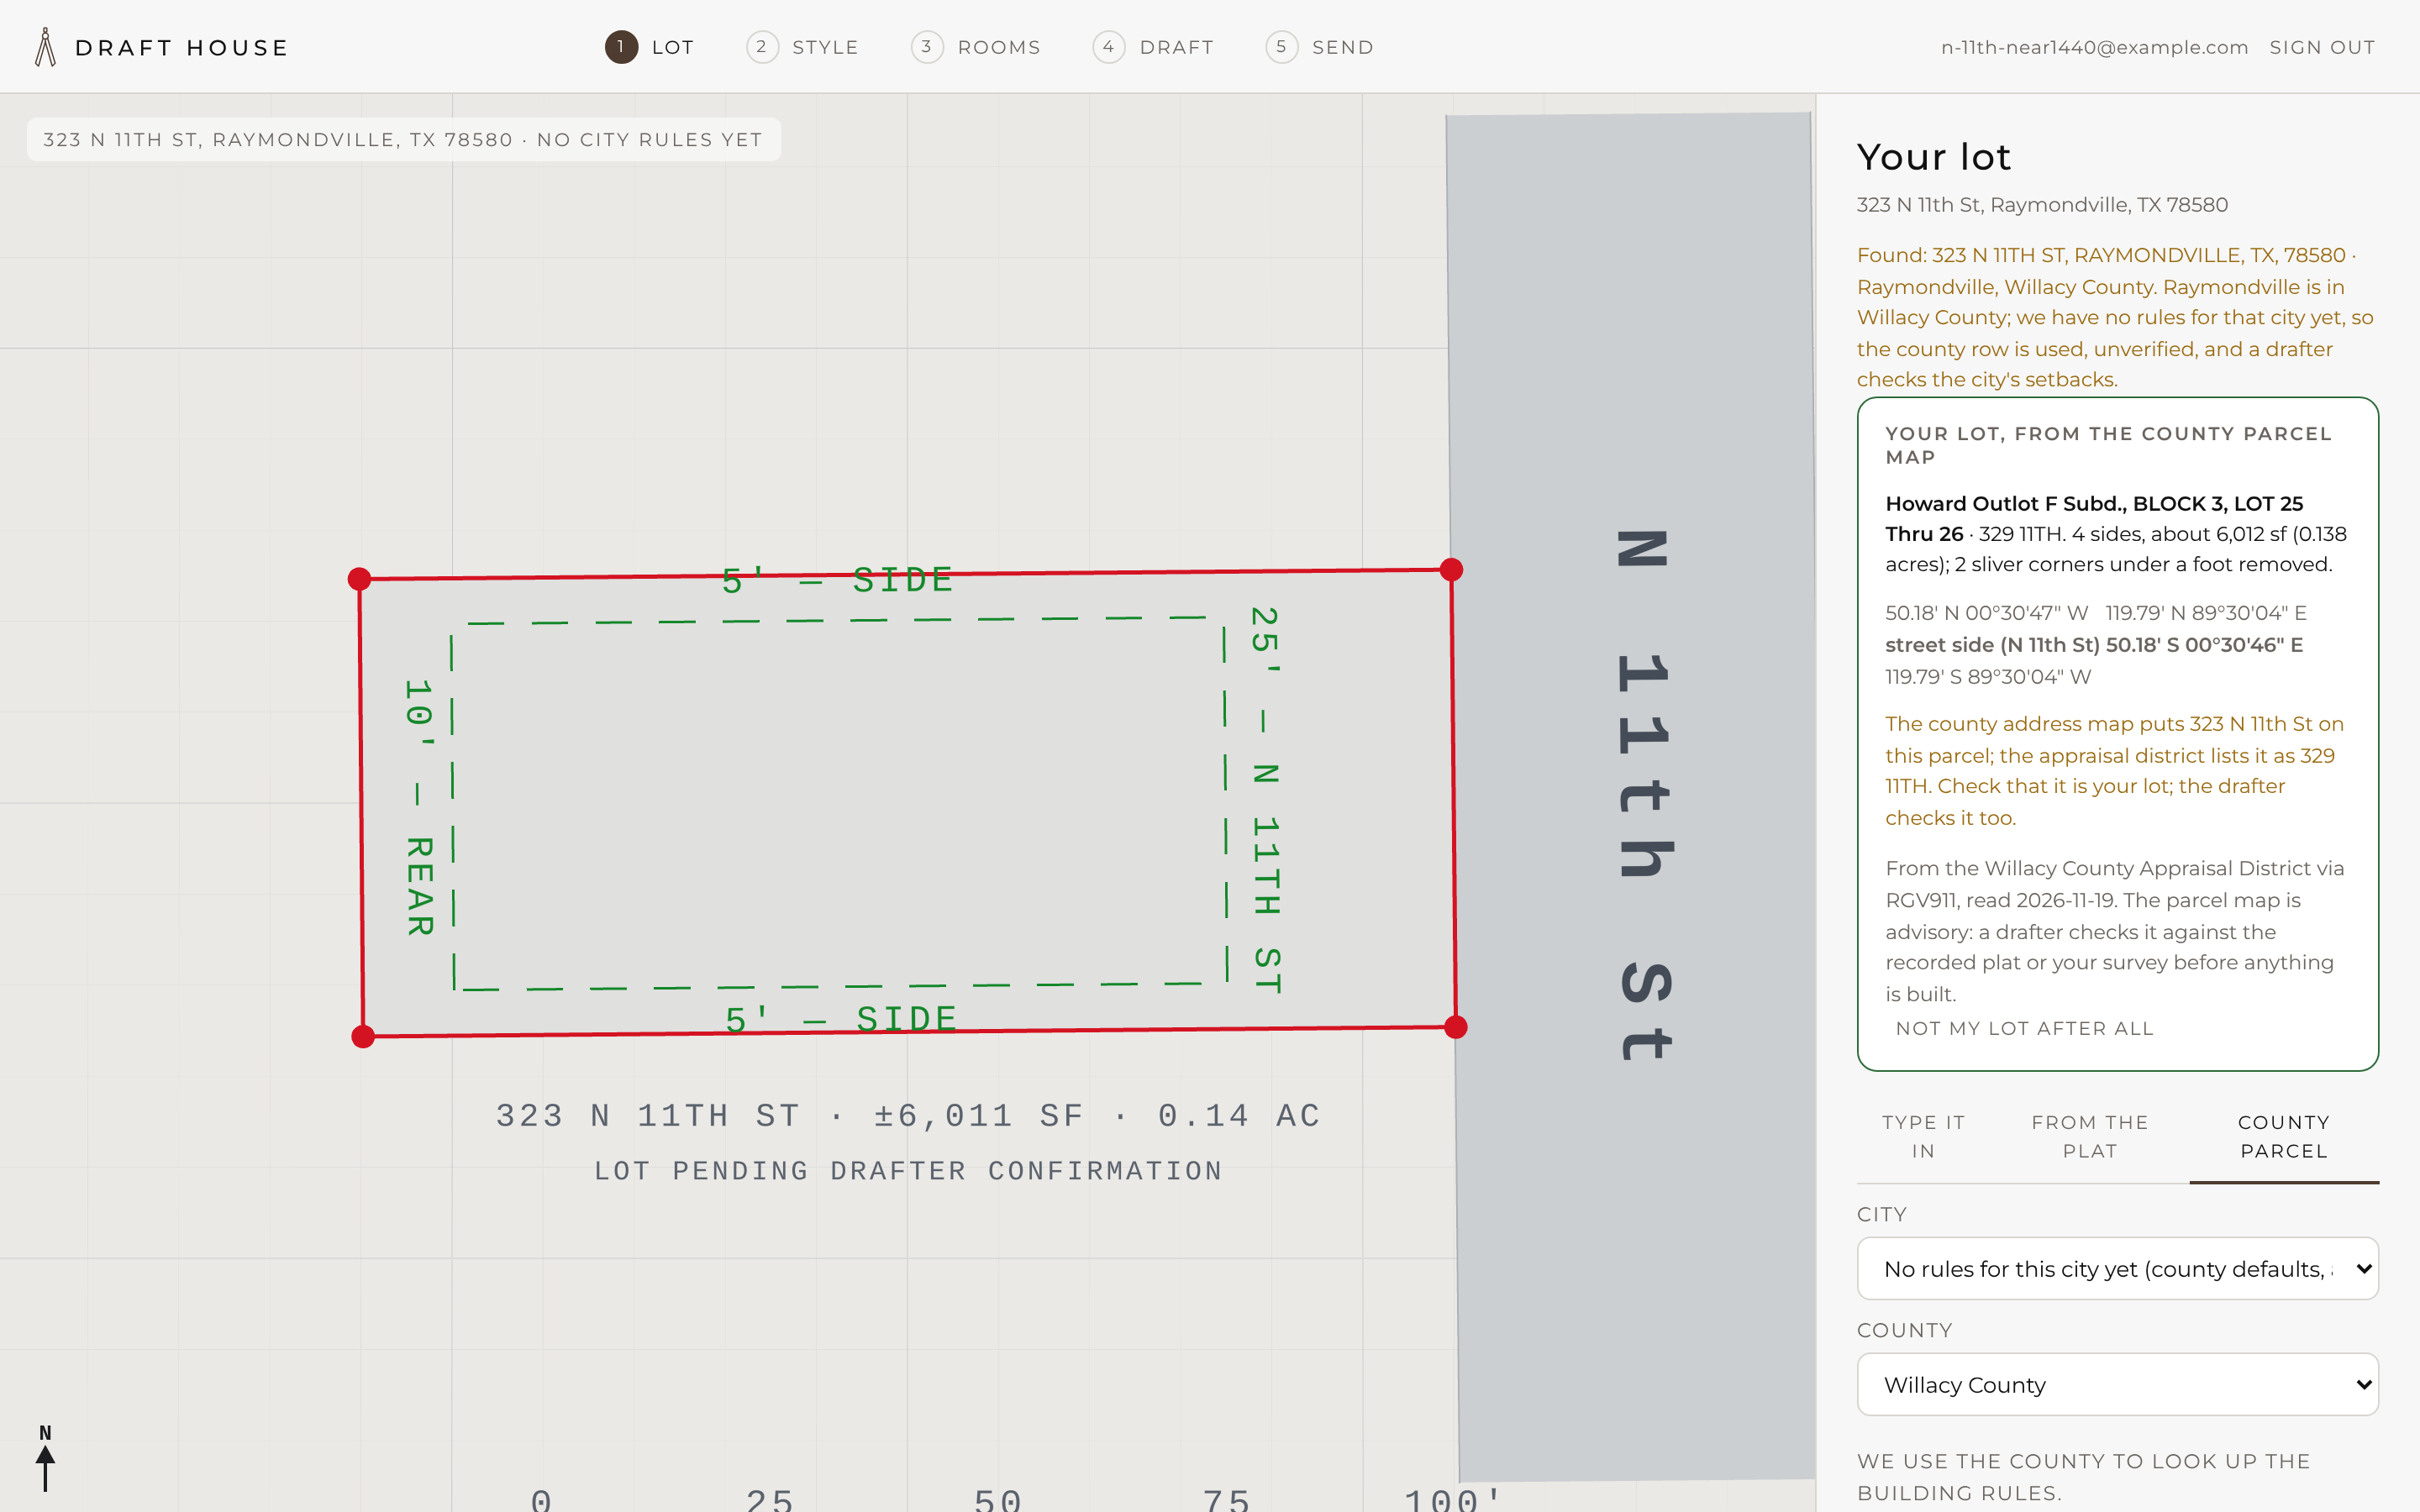 DRAFT HOUSE
1 LOT
2 STYLE
3 ROOMS
4 DRAFT
5 SEND
n-11th-near1440@example.com SIGN OUT
323 N 11TH ST, RAYMONDVILLE, TX 78580 · NO CITY RULES YET
5' — SIDE
10' — REAR
25' — N 11TH ST
5' — SIDE
N 11th St
323 N 11TH ST · ±6,011 SF · 0.14 AC
LOT PENDING DRAFTER CONFIRMATION
N
0 25 50 75 100'
Your lot
323 N 11th St, Raymondville, TX 78580
Found: 323 N 11TH ST, RAYMONDVILLE, TX, 78580 ·
Raymondville, Willacy County. Raymondville is in
Willacy County; we have no rules for that city yet, so
the county row is used, unverified, and a drafter
checks the city's setbacks.
YOUR LOT, FROM THE COUNTY PARCEL
MAP
Howard Outlot F Subd., BLOCK 3, LOT 25
Thru 26 · 329 11TH. 4 sides, about 6,012 sf (0.138
acres); 2 sliver corners under a foot removed.
50.18' N 00°30'47" W 119.79' N 89°30'04" E
street side (N 11th St) 50.18' S 00°30'46" E
119.79' S 89°30'04" W
The county address map puts 323 N 11th St on
this parcel; the appraisal district lists it as 329
11TH. Check that it is your lot; the drafter
checks it too.
From the Willacy County Appraisal District via
RGV911, read 2026-11-19. The parcel map is
advisory: a drafter checks it against the
recorded plat or your survey before anything
is built.
NOT MY LOT AFTER ALL
TYPE IT
IN
FROM THE
PLAT
COUNTY
PARCEL
CITY
No rules for this city yet (county defaults,
COUNTY
Willacy County
WE USE THE COUNTY TO LOOK UP THE
BUILDING RULES.